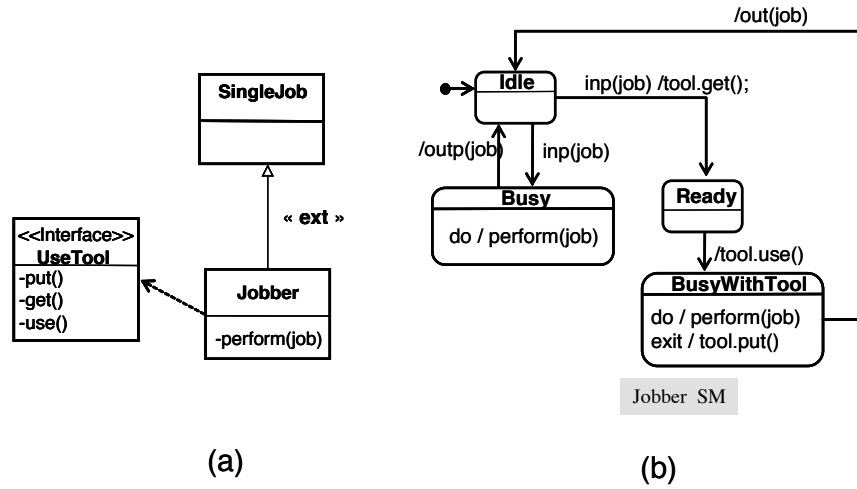 SingleJob
« ext »
<<Interface>>
UseTool
-put()
-get()
-use()
Jobber
-perform(job)
(a)
/out(job)
Idle
inp(job) /tool.get();
/outp(job)
inp(job)
Busy
do / perform(job)
Ready
/tool.use()
BusyWithTool
do / perform(job)
exit / tool.put()
Jobber SM
(b)